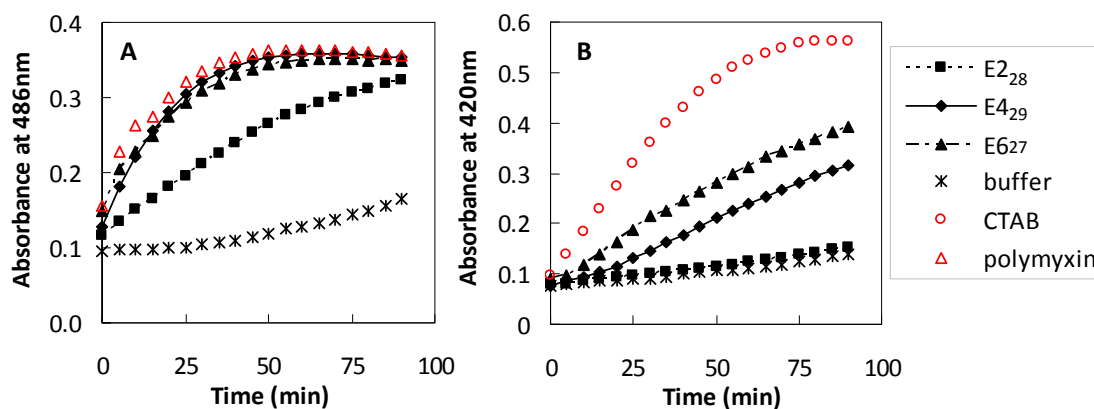 A
Absorbance at 486nm
0.4
0.3
0.2
0.1
0.0
0 25 50 75 100
Time (min)
B
Absorbance at 420nm
0.6
0.5
0.4
0.3
0.2
0.1
0
0 25 50 75 100
Time (min)
E2₂₈
E4₂₉
E6₂₇
buffer
CTAB
polymyxin